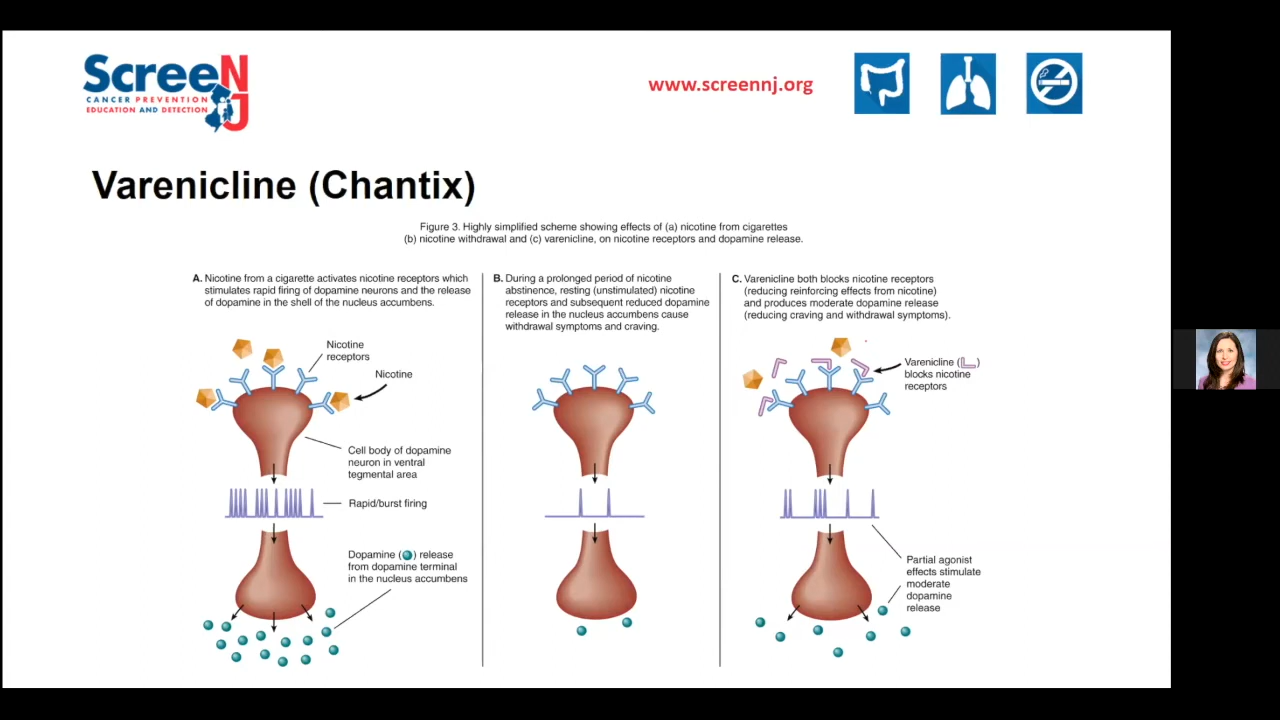 ScreeN
J
CANCER PREVENTION
EDUCATION AND DETECTION
www.screennj.org
Varenicline (Chantix)
Figure 3. Highly simplified scheme showing effects of (a) nicotine from cigarettes
(b) nicotine withdrawal and (c) varenicline, on nicotine receptors and dopamine release.
A. Nicotine from a cigarette activates nicotine receptors which
stimulates rapid firing of dopamine neurons and the release
of dopamine in the shell of the nucleus accumbens.
Nicotine
receptors
Nicotine
Cell body of dopamine
neuron in ventral
tegmental area
Rapid/burst firing
Dopamine ( ) release
from dopamine terminal
in the nucleus accumbens
B. During a prolonged period of nicotine
abstinence, resting (unstimulated) nicotine
receptors and subsequent reduced dopamine
release in the nucleus accumbens cause
withdrawal symptoms and craving.
C. Varenicline both blocks nicotine receptors
(reducing reinforcing effects from nicotine)
and produces moderate dopamine release
(reducing craving and withdrawal symptoms).
Varenicline ( )
blocks nicotine
receptors
Partial agonist
effects stimulate
moderate
dopamine
release